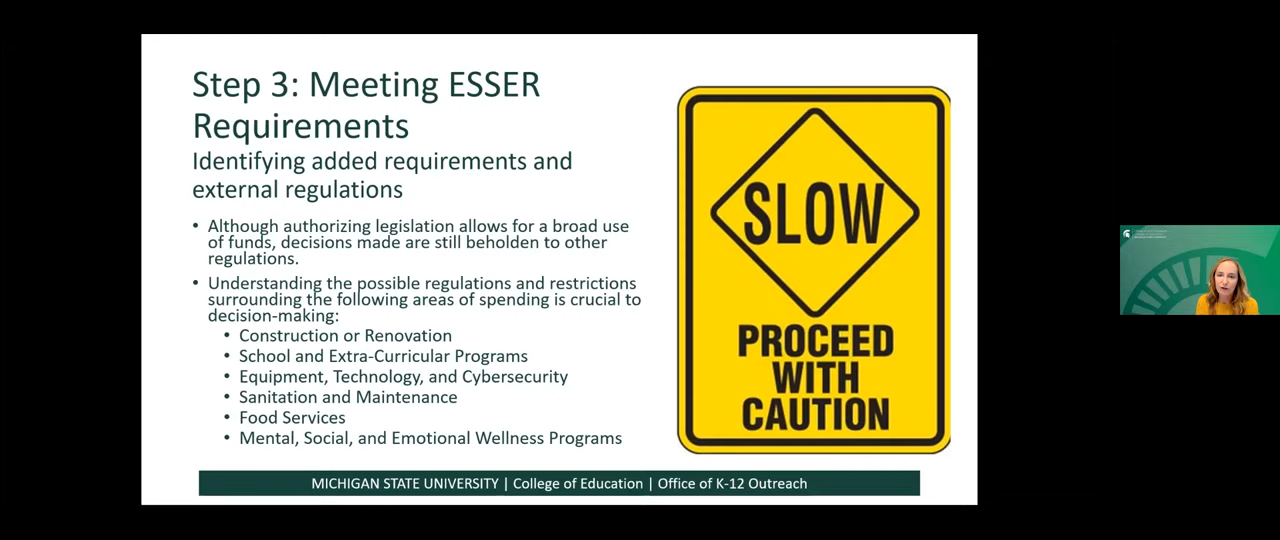 Step 3: Meeting ESSER
Requirements
Identifying added requirements and
external regulations
• Although authorizing legislation allows for a broad use
of funds, decisions made are still beholden to other
regulations.
• Understanding the possible regulations and restrictions
surrounding the following areas of spending is crucial to
decision-making:
• Construction or Renovation
• School and Extra-Curricular Programs
• Equipment, Technology, and Cybersecurity
• Sanitation and Maintenance
• Food Services
• Mental, Social, and Emotional Wellness Programs
SLOW
PROCEED
WITH
CAUTION
MICHIGAN STATE UNIVERSITY | College of Education | Office of K-12 Outreach